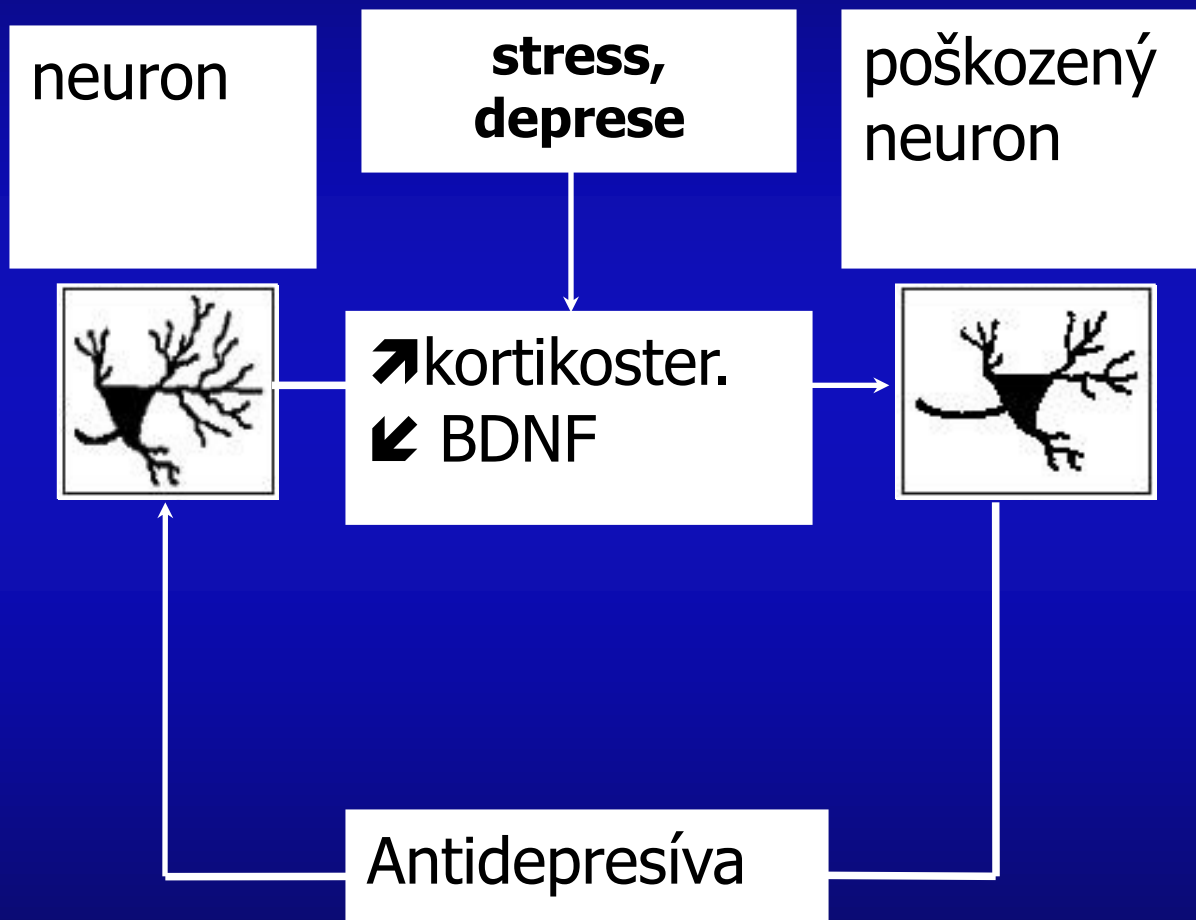 neuron
stress,
deprese
poškozený
neuron
↗kortikoster.
↙ BDNF
Antidepresíva